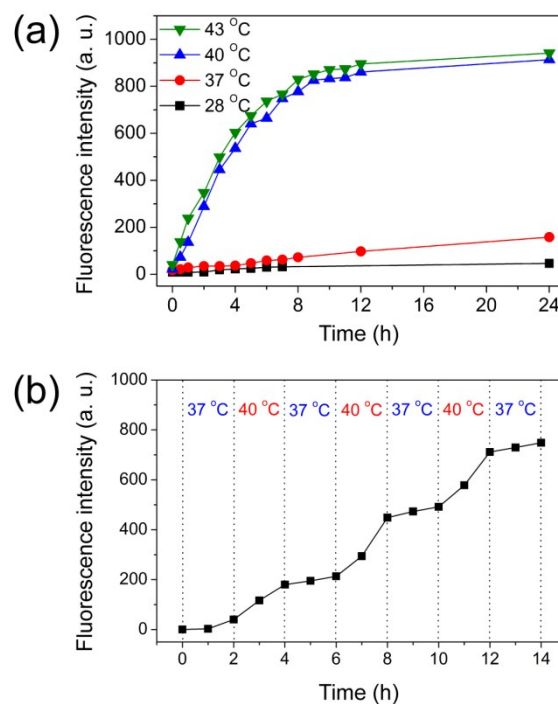 (a)
1000
800
600
400
200
0
Fluorescence intensity (a. u.)
43 °C
40 °C
37 °C
28 °C
0 4 8 12 16 20 24
Time (h)
(b)
1000
800
600
400
200
0
Fluorescence intensity (a. u.)
37 °C 40 °C 37 °C 40 °C 37 °C 40 °C 37 °C
0 2 4 6 8 10 12 14
Time (h)